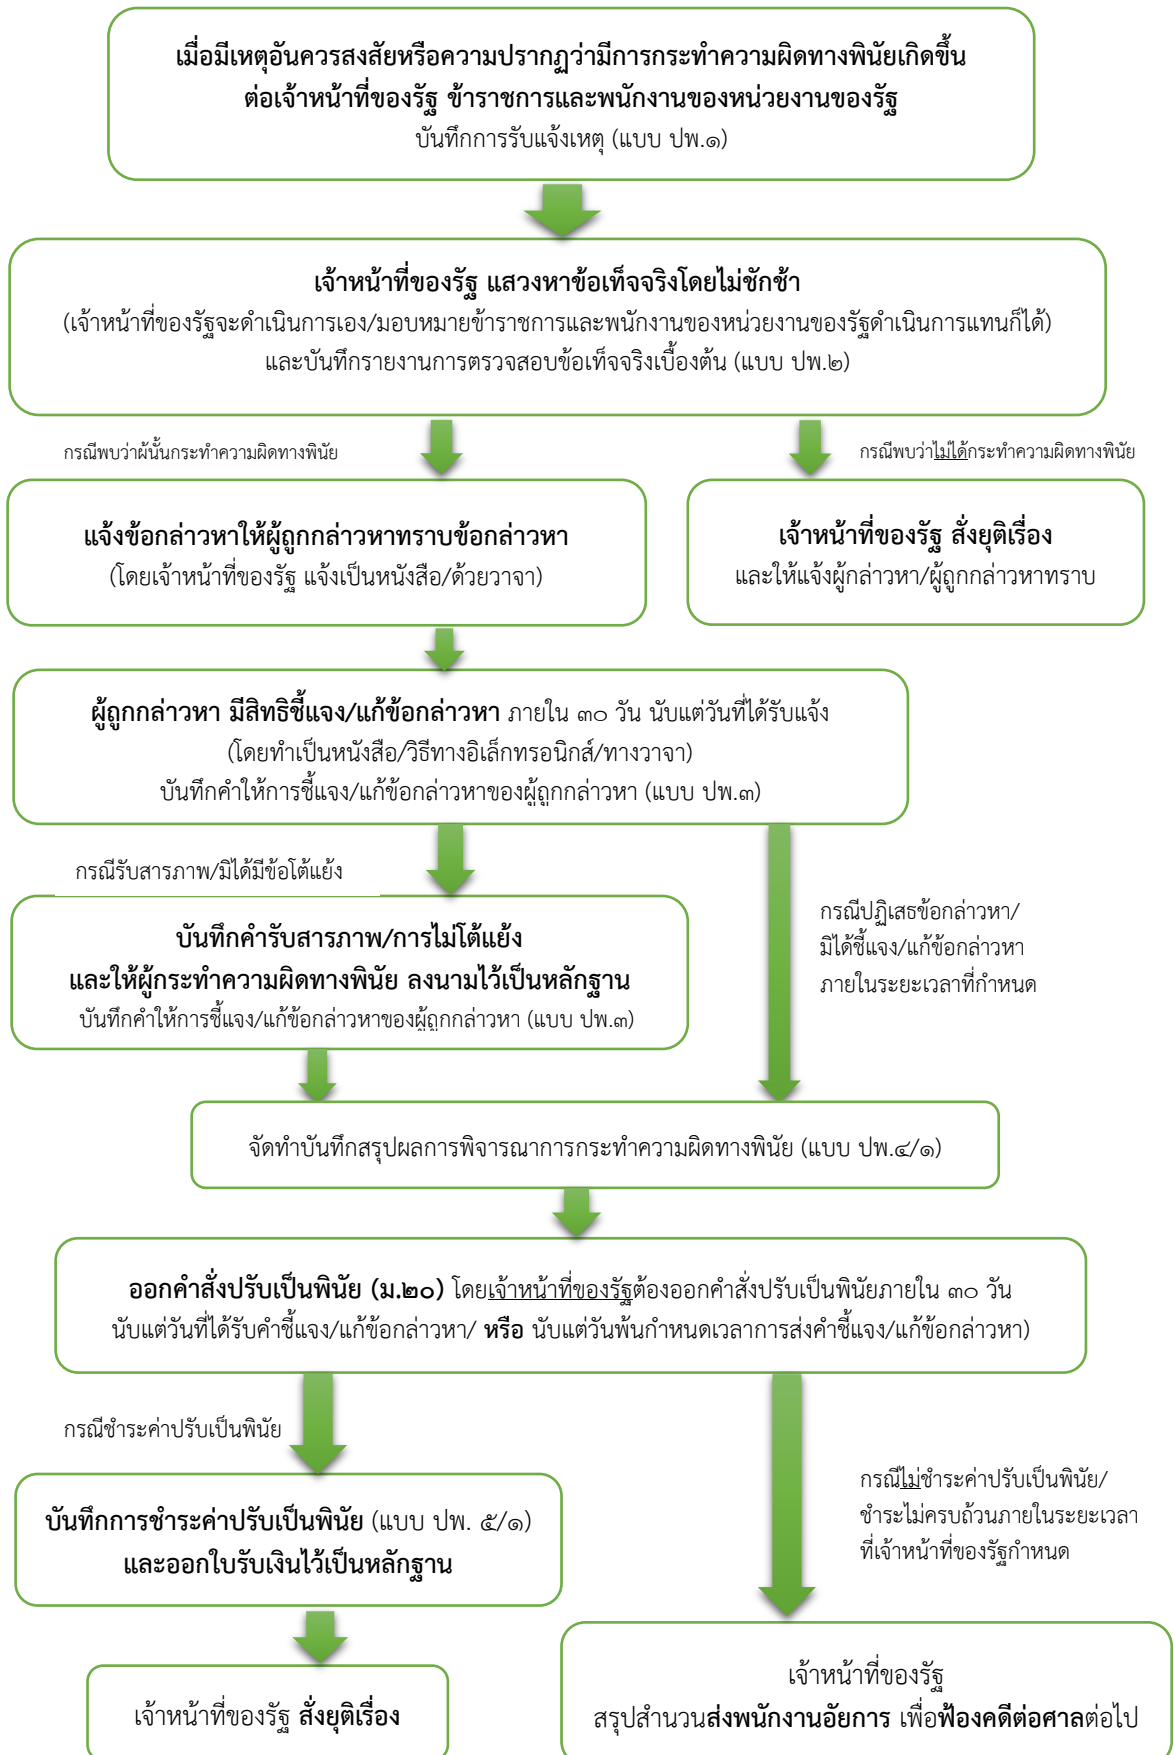 เมื่อมีเหตุอันควรสงสัยหรือความปรากฏว่ามีการกระทำความผิดทางพินัยเกิดขึ้น
ต่อเจ้าหน้าที่ของรัฐ ข้าราชการและพนักงานของหน่วยงานของรัฐ
บันทึกการรับแจ้งเหตุ (แบบ ปพ.๑)
เจ้าหน้าที่ของรัฐ แสวงหาข้อเท็จจริงโดยไม่ชักช้า
(เจ้าหน้าที่ของรัฐจะดำเนินการเอง/มอบหมายข้าราชการและพนักงานของหน่วยงานของรัฐดำเนินการแทนก็ได้)
และบันทึกรายงานการตรวจสอบข้อเท็จจริงเบื้องต้น (แบบ ปพ.๒)
กรณีพบว่าผู้นั้นกระทำความผิดทางพินัย
กรณีพบว่าไม่ได้กระทำความผิดทางพินัย
แจ้งข้อกล่าวหาให้ผู้ถูกกล่าวหาทราบข้อกล่าวหา
(โดยเจ้าหน้าที่ของรัฐ แจ้งเป็นหนังสือ/ด้วยวาจา)
เจ้าหน้าที่ของรัฐ สั่งยุติเรื่อง
และให้แจ้งผู้กล่าวหา/ผู้ถูกกล่าวหาทราบ
ผู้ถูกกล่าวหา มีสิทธิชี้แจง/แก้ข้อกล่าวหา ภายใน ๓๐ วัน นับแต่วันที่ได้รับแจ้ง
(โดยทำเป็นหนังสือ/วิธีทางอิเล็กทรอนิกส์/ทางวาจา)
บันทึกคำให้การชี้แจง/แก้ข้อกล่าวหาของผู้ถูกกล่าวหา (แบบ ปพ.๓)
กรณีรับสารภาพ/มิได้มีข้อโต้แย้ง
กรณีปฏิเสธข้อกล่าวหา/
มิได้ชี้แจง/แก้ข้อกล่าวหา
ภายในระยะเวลาที่กำหนด
บันทึกคำรับสารภาพ/การไม่โต้แย้ง
และให้ผู้กระทำความผิดทางพินัย ลงนามไว้เป็นหลักฐาน
บันทึกคำให้การชี้แจง/แก้ข้อกล่าวหาของผู้ถูกกล่าวหา (แบบ ปพ.๓)
จัดทำบันทึกสรุปผลการพิจารณาการกระทำความผิดทางพินัย (แบบ ปพ.๔/๑)
ออกคำสั่งปรับเป็นพินัย (ม.๒๐) โดยเจ้าหน้าที่ของรัฐต้องออกคำสั่งปรับเป็นพินัยภายใน ๓๐ วัน
นับแต่วันที่ได้รับคำชี้แจง/แก้ข้อกล่าวหา/ หรือ นับแต่วันพ้นกำหนดเวลาการส่งคำชี้แจง/แก้ข้อกล่าวหา)
กรณีชำระค่าปรับเป็นพินัย
กรณีไม่ชำระค่าปรับเป็นพินัย/
ชำระไม่ครบถ้วนภายในระยะเวลา
ที่เจ้าหน้าที่ของรัฐกำหนด
บันทึกการชำระค่าปรับเป็นพินัย (แบบ ปพ. ๕/๑)
และออกใบรับเงินไว้เป็นหลักฐาน
เจ้าหน้าที่ของรัฐ สั่งยุติเรื่อง
เจ้าหน้าที่ของรัฐ
สรุปสำนวนส่งพนักงานอัยการ เพื่อฟ้องคดีต่อศาลต่อไป